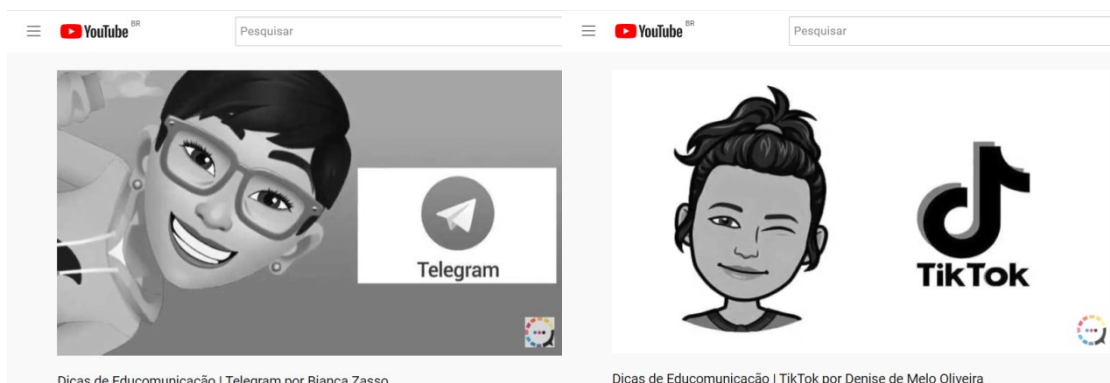 YouTube BR
Pesquisar
Telegram
Dicas de Educomunicação | Telegram por Bianca Zasso
YouTube BR
Pesquisar
TikTok
Dicas de Educomunicação | TikTok por Denise de Melo Oliveira